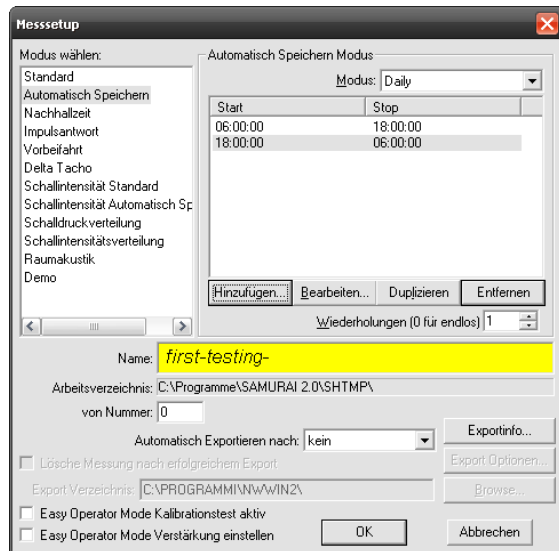 Messsetup
Modus wählen:
Standard
Automatisch Speichern
Nachhallzeit
Impulsantwort
Vorbeifahrt
Delta Tacho
Schallintensität Standard
Schallintensität Automatisch Sp
Schalldruckverteilung
Schallintensitätsverteilung
Raumakustik
Demo
Automatisch Speichern Modus
Modus: Daily
Start Stop
06:00:00 18:00:00
18:00:00 06:00:00
Hinzufügen... Bearbeiten... Duplizieren Entfernen
Wiederholungen (0 für endlos) 1
Name: first-testing-
Arbeitsverzeichnis: C:\Programme\SAMURAI 2.0\SHTMP\
von Nummer: 0
Automatisch Exportieren nach: kein
Exportinfo...
Lösche Messung nach erfolgreichem Export
Export Optionen...
Export Verzeichnis: C:\PROGRAMMI\NWWIN2\
Browse...
Easy Operator Mode Kalibrationstest aktiv
Easy Operator Mode Verstärkung einstellen
OK
Abbrechen